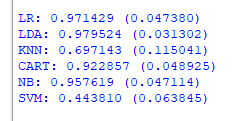 LR: 0.971429 (0.047380)
LDA: 0.979524 (0.031302)
KNN: 0.697143 (0.115041)
CART: 0.922857 (0.048925)
NB: 0.957619 (0.047114)
SVM: 0.443810 (0.063845)